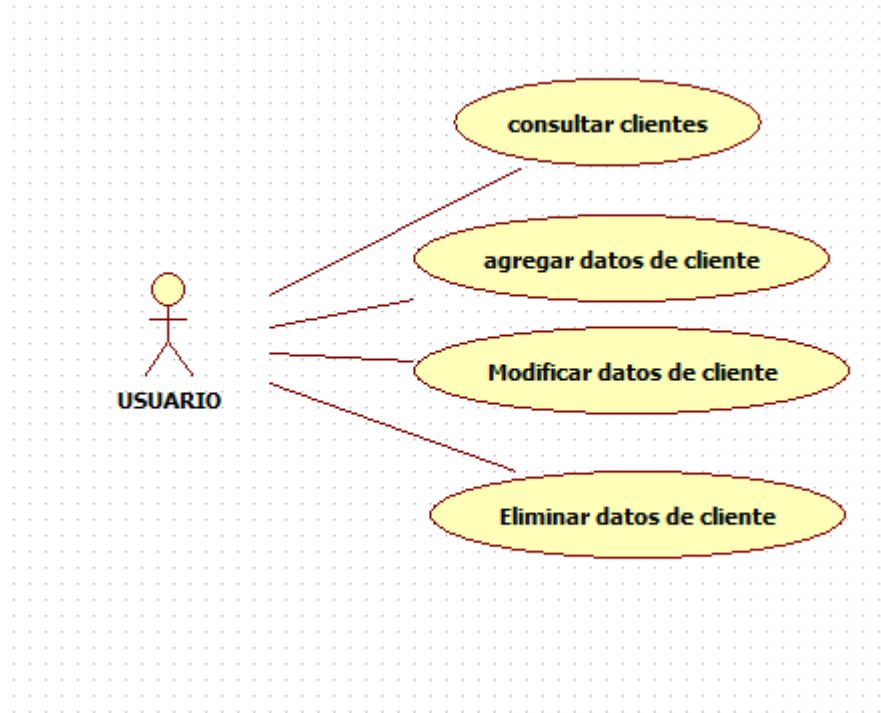 consultar clientes
agregar datos de cliente
Modificar datos de cliente
USUARIO
Eliminar datos de cliente